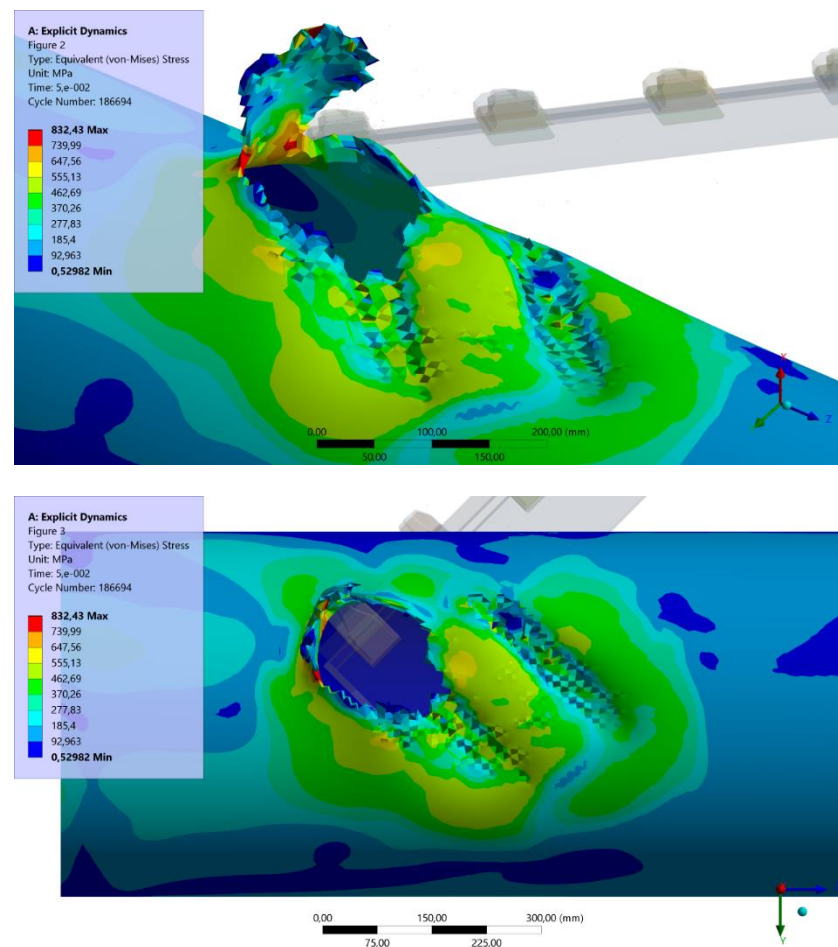 A: Explicit Dynamics
Figure 2
Type: Equivalent (von-Mises) Stress
Unit: MPa
Time: 5,e-002
Cycle Number: 186694
832,43 Max
739,99
647,56
555,13
462,69
370,26
277,83
185,4
92,963
0,52982 Min
0,00 100,00 200,00 (mm)
50,00 150,00
X
Z
A: Explicit Dynamics
Figure 3
Type: Equivalent (von-Mises) Stress
Unit: MPa
Time: 5,e-002
Cycle Number: 186694
832,43 Max
739,99
647,56
555,13
462,69
370,26
277,83
185,4
92,963
0,52982 Min
0,00 150,00 300,00 (mm)
75,00 225,00
Y